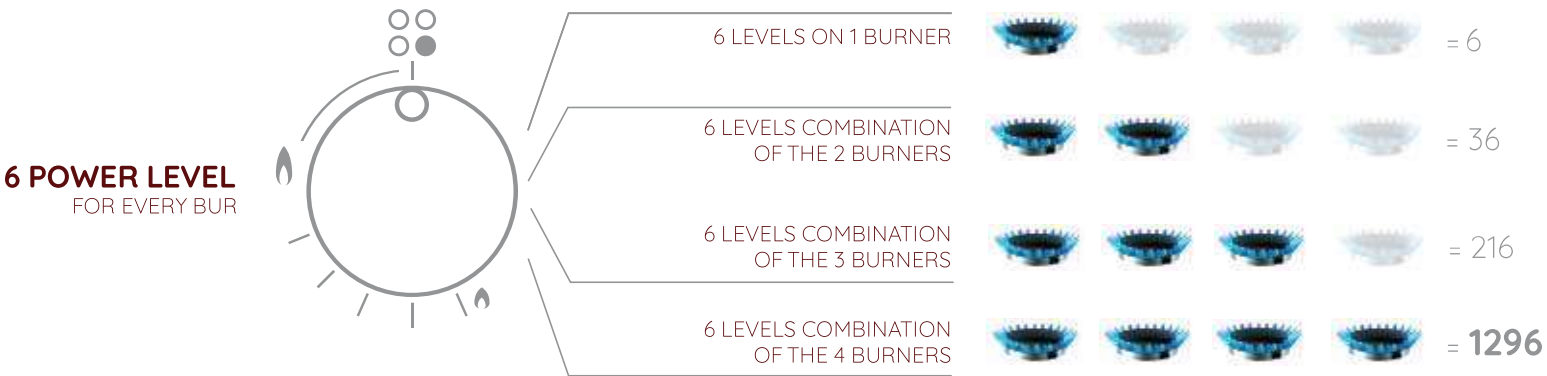 6 POWER LEVEL
FOR EVERY BUR
6 LEVELS ON 1 BURNER
= 6
6 LEVELS COMBINATION
OF THE 2 BURNERS
= 36
6 LEVELS COMBINATION
OF THE 3 BURNERS
= 216
6 LEVELS COMBINATION
OF THE 4 BURNERS
= 1296